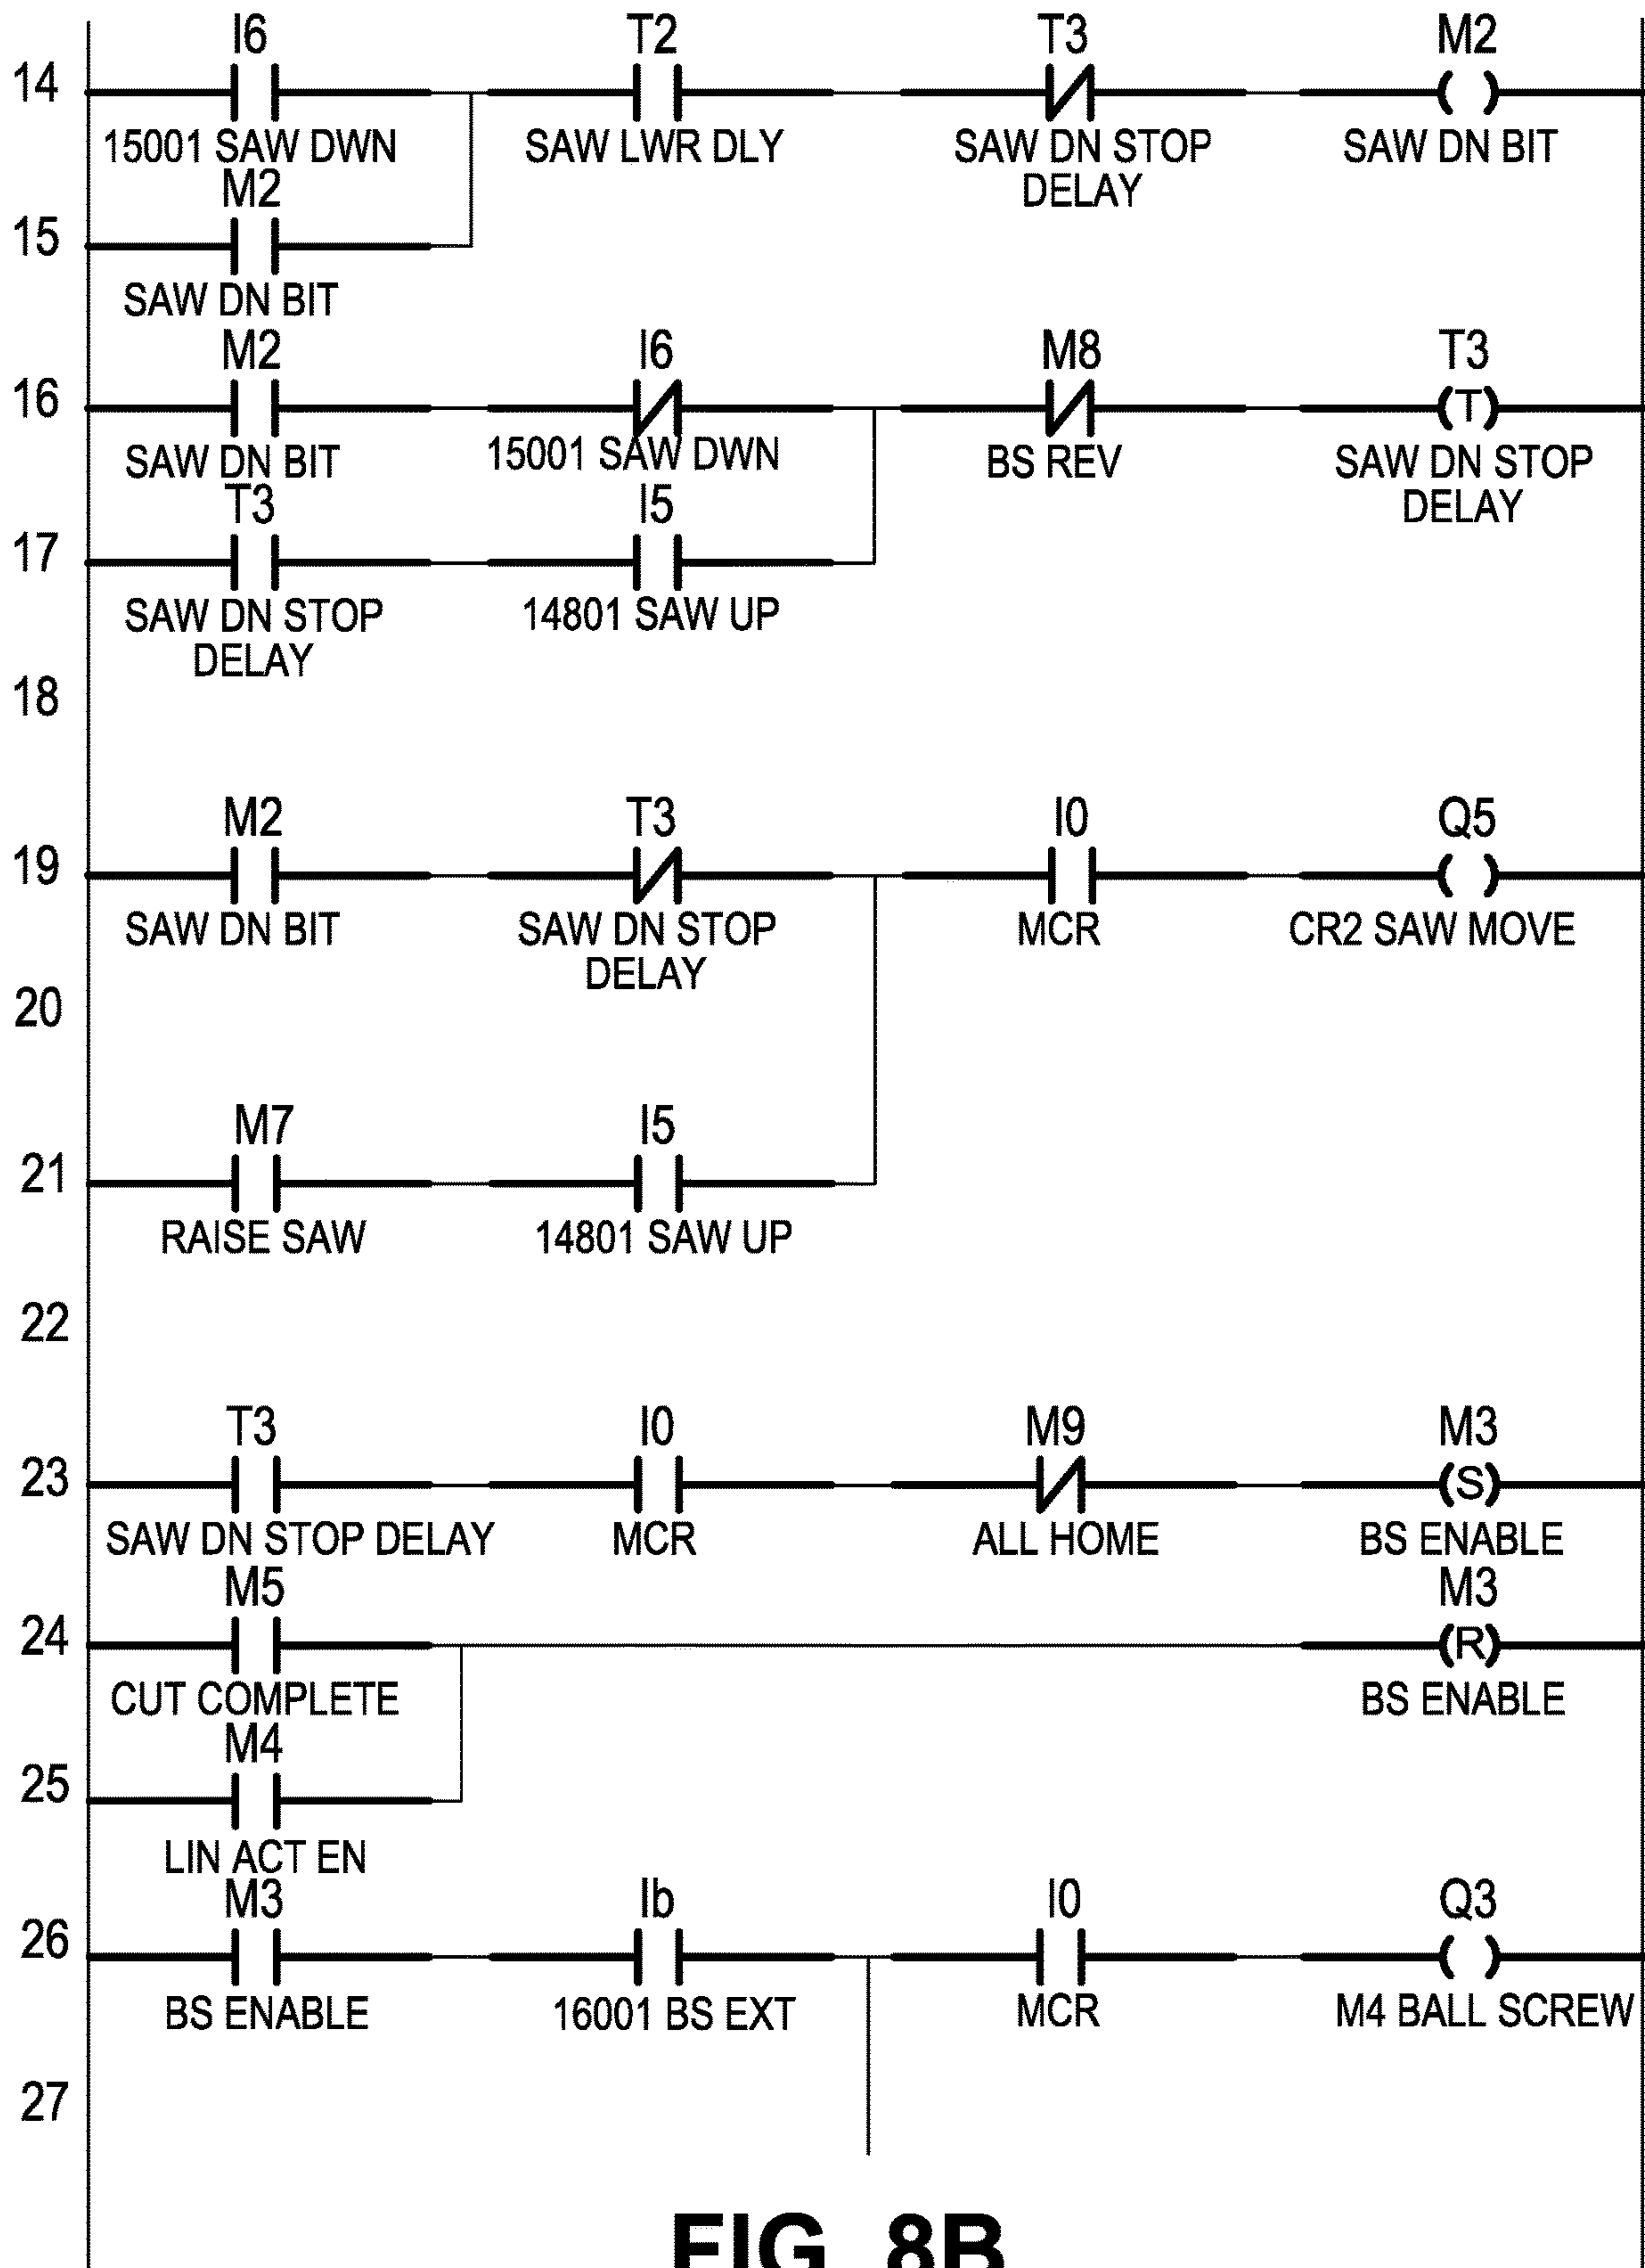 I6 T2 T3 M2
14
15001 SAW DWN SAW LWR DLY SAW DN STOP DELAY SAW DN BIT
M2
15
SAW DN BIT
M2 I6 M8 T3
16 (T)
SAW DN BIT 15001 SAW DWN BS REV SAW DN STOP DELAY
T3 I5
17
SAW DN STOP DELAY 14801 SAW UP
18
M2 T3 I0 Q5
19
SAW DN BIT SAW DN STOP DELAY MCR CR2 SAW MOVE
20
M7 I5
21
RAISE SAW 14801 SAW UP
22
T3 I0 M9 M3
23 (S)
SAW DN STOP DELAY MCR ALL HOME BS ENABLE
M5 M3
24 (R)
CUT COMPLETE BS ENABLE
M4
25
LIN ACT EN
M3 Ib I0 Q3
26
BS ENABLE 16001 BS EXT MCR M4 BALL SCREW
27
FIG. 8B